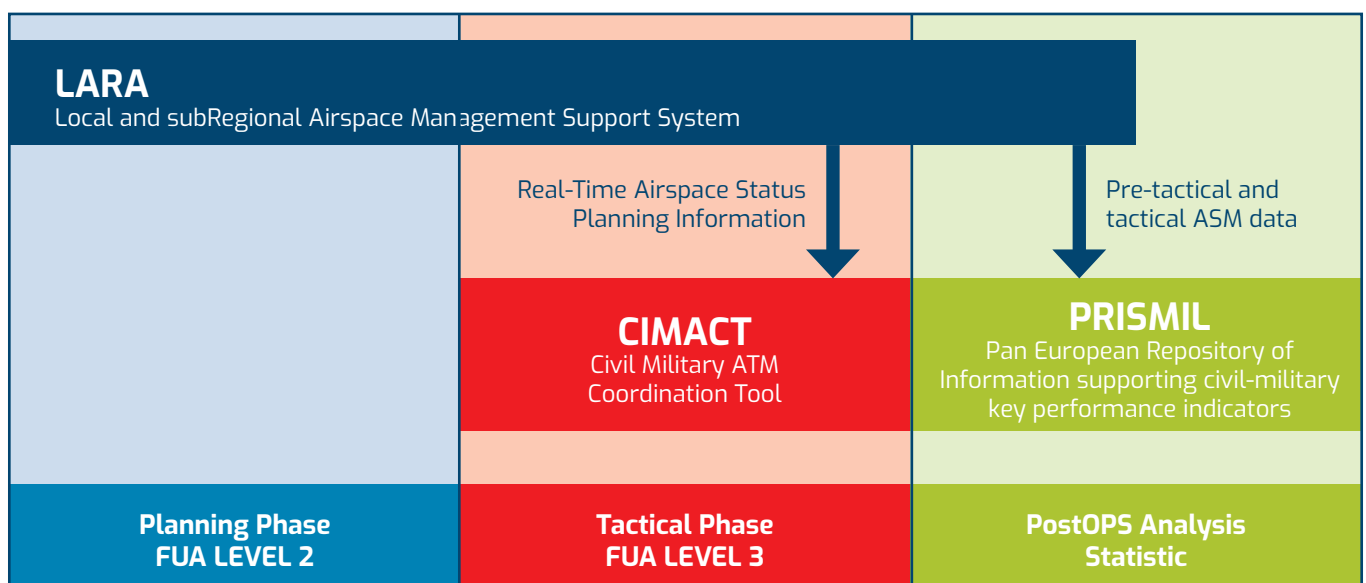 LARA
Local and subRegional Airspace Management Support System
Real-Time Airspace Status
Planning Information
Pre-tactical and
tactical ASM data
CIMACT
Civil Military ATM
Coordination Tool
PRISMIL
Pan European Repository of
Information supporting civil-military
key performance indicators
Planning Phase
FUA LEVEL 2
Tactical Phase
FUA LEVEL 3
PostOPS Analysis
Statistic